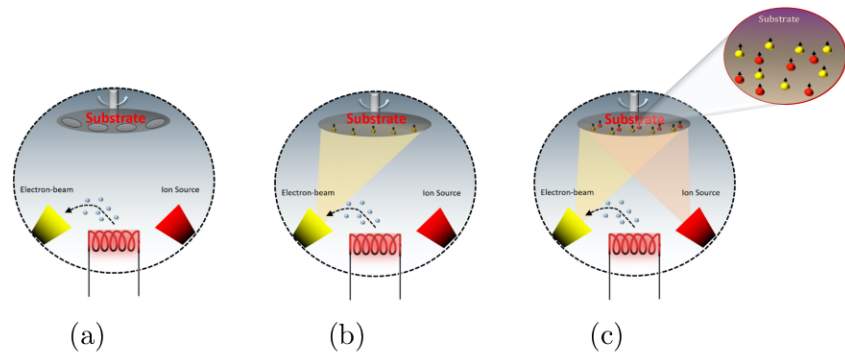 Substrate
Substrate
Electron-beam
Ion Source
Substrate
Electron-beam
Ion Source
Substrate
Electron-beam
Ion Source
(a)
(b)
(c)